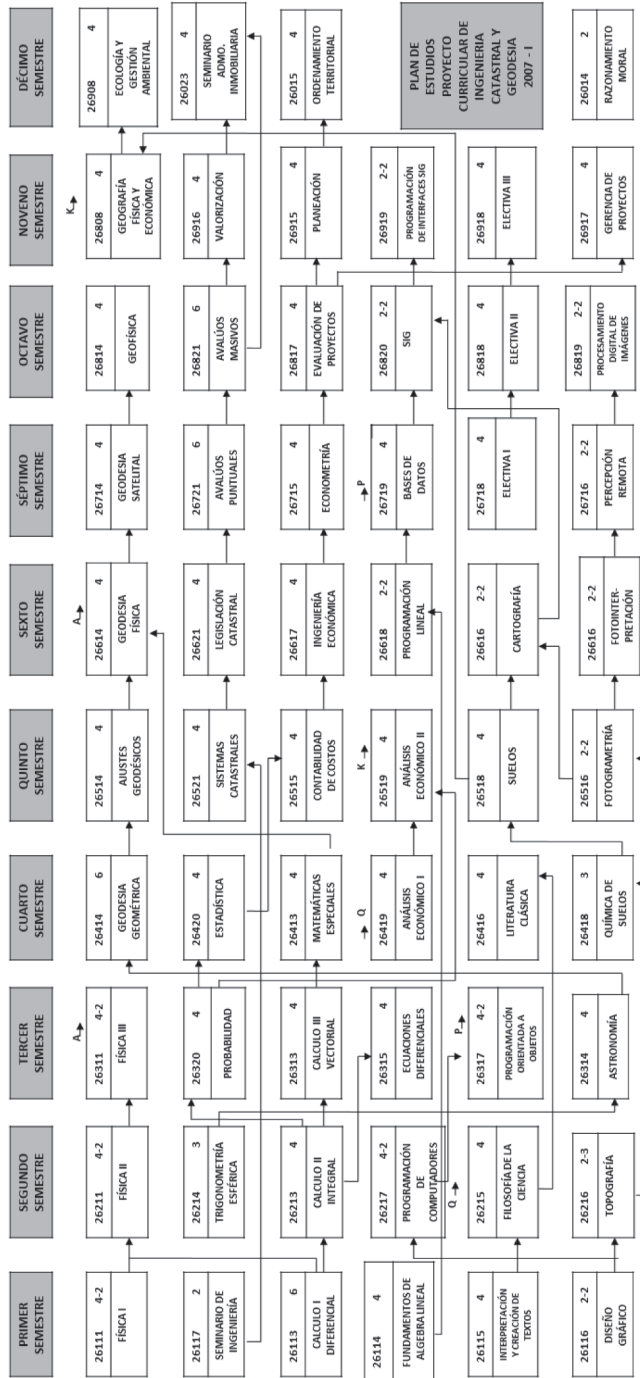 PRIMER
SEMESTRE
26111 4-2
FÍSICA I
26117 2
SEMINARIO DE
INGENIERÍA
26113 6
CALCULO I
DIFERENCIAL
26114 4
FUNDAMENTOS DE
ALGEBRA LINEAL
26115 4
INTERPRETACIÓN
Y CREACIÓN DE
TEXTOS
26116 2-2
DISEÑO
GRÁFICO
SEGUNDO
SEMESTRE
26211 4-2
FÍSICA II
26214 3
TRIGONOMETRÍA
ESFÉRICA
26213 4
CALCULO II
INTEGRAL
26217 4-2
PROGRAMACIÓN
DE
COMPUTADORES
Q
26215 4
FILOSOFÍA DE LA
CIENCIA
26216 2-3
TOPOGRAFÍA
TERCER
SEMESTRE
A
26311 4-2
FÍSICA III
26320 4
PROBABILIDAD
26313 4
CALCULO III
VECTORIAL
26315 4
ECUACIONES
DIFERENCIALES
P
26317 4-2
PROGRAMACIÓN
ORIENTADA A
OBJETOS
26314 4
ASTRONOMÍA
CUARTO
SEMESTRE
26414 6
GEODESIA
GEOMÉTRICA
26420 4
ESTADÍSTICA
26413 4
MATEMÁTICAS
ESPECIALES
Q
26419 4
ANÁLISIS
ECONÓMICO I
26416 4
LITERATURA
CLÁSICA
26418 3
QUÍMICA DE
SUELOS
QUINTO
SEMESTRE
26514 4
AJUSTES
GEODÉSICOS
26521 4
SISTEMAS
CATASTRALES
26515 4
CONTABILIDAD
DE COSTOS
K
26519 4
ANÁLISIS
ECONÓMICO II
26518 4
SUELOS
26516 2-2
FOTOGRAMETRÍA
SEXTO
SEMESTRE
A
26614 4
GEODESIA
FÍSICA
26621 4
LEGISLACIÓN
CATASTRAL
26617 4
INGENIERÍA
ECONÓMICA
26618 2-2
PROGRAMACIÓN
LINEAL
26616 2-2
CARTOGRAFÍA
26616 2-2
FOTOINTER-
PRETACIÓN
SÉPTIMO
SEMESTRE
26714 4
GEODESIA
SATELITAL
26721 6
AVALÚOS
PUNTUALES
26715 4
ECONOMETRÍA
P
26719 4
BASES DE
DATOS
26718 4
ELECTIVA I
26716 2-2
PERCEPCIÓN
REMOTA
OCTAVO
SEMESTRE
26814 4
GEOFÍSICA
26821 6
AVALÚOS
MASIVOS
26817 4
EVALUACIÓN DE
PROYECTOS
26820 2-2
SIG
26818 4
ELECTIVA II
26819 2-2
PROCESAMIENTO
DIGITAL DE
IMÁGENES
NOVENO
SEMESTRE
K
26808 4
GEOGRAFÍA
FÍSICA Y
ECONÓMICA
26916 4
VALORIZACIÓN
26915 4
PLANEACIÓN
26919 2-2
PROGRAMACIÓN
DE INTERFACES SIG
26918 4
ELECTIVA III
26917 4
GERENCIA DE
PROYECTOS
DÉCIMO
SEMESTRE
26908 4
ECOLOGÍA Y
GESTIÓN
AMBIENTAL
26023 4
SEMINARIO
ADMO.
INMOBILIARIA
26015 4
ORDENAMIENTO
TERRITORIAL
PLAN DE
ESTUDIOS
PROYECTO
CURRICULAR DE
INGENIERIA
CATASTRAL Y
GEODESIA
2007 - I
26014 2
RAZONAMIENTO
MORAL